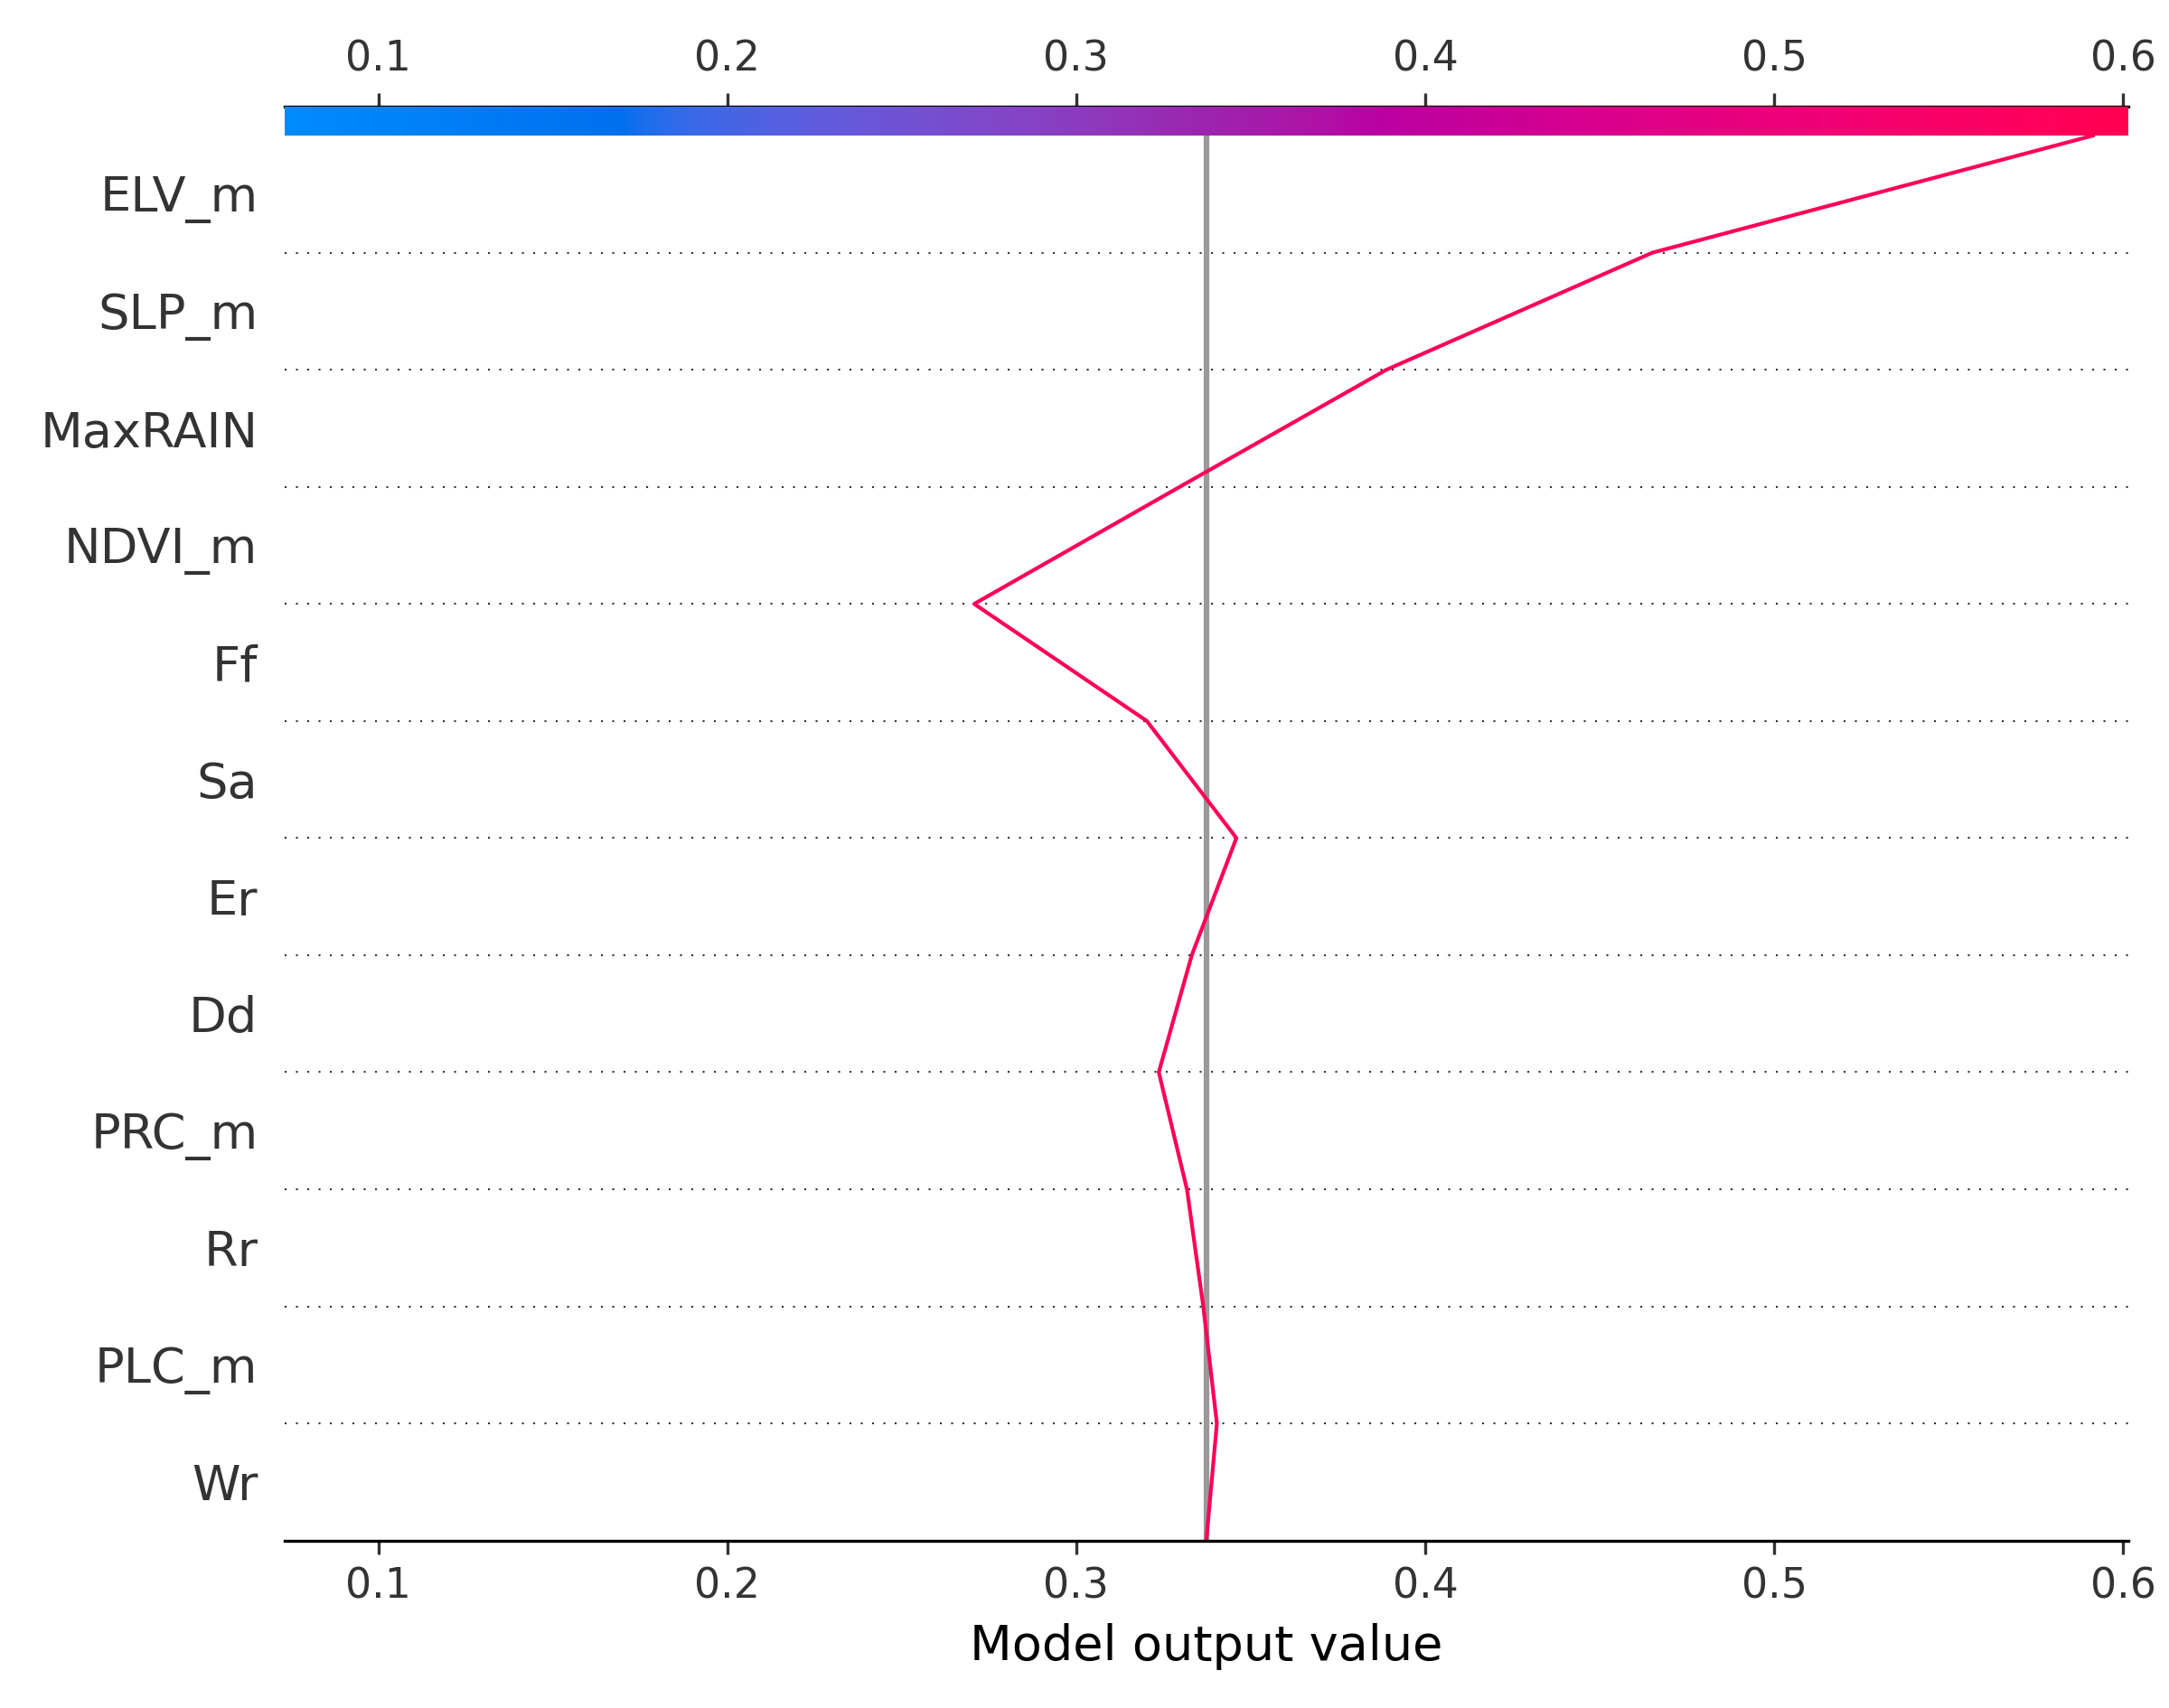 0.1 0.2 0.3 0.4 0.5 0.6
ELV_m
SLP_m
MaxRAIN
NDVI_m
Ff
Sa
Er
Dd
PRC_m
Rr
PLC_m
Wr
0.1 0.2 0.3 0.4 0.5 0.6
Model output value